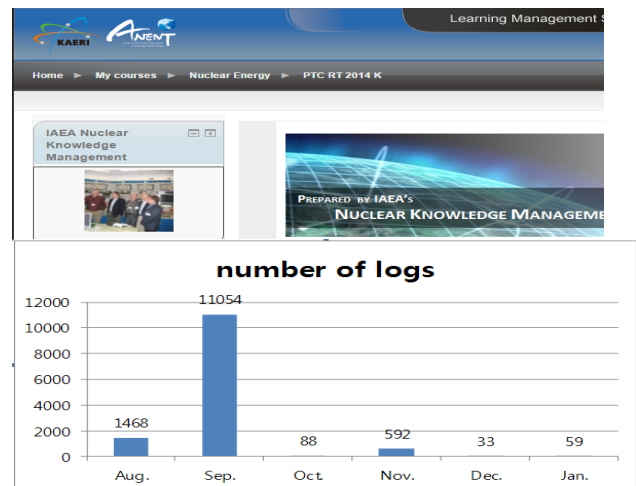 Learning Management S
KAERI ANENT
Home ► My courses ► Nuclear Energy ► PTC RT 2014 K
IAEA Nuclear
Knowledge
Management
PREPARED BY IAEA's
NUCLEAR KNOWLEDGE MANAGEME
number of logs
12000
10000
8000
6000
4000
2000
0
1468
11054
88
592
33
59
Aug. Sep. Oct. Nov. Dec. Jan.